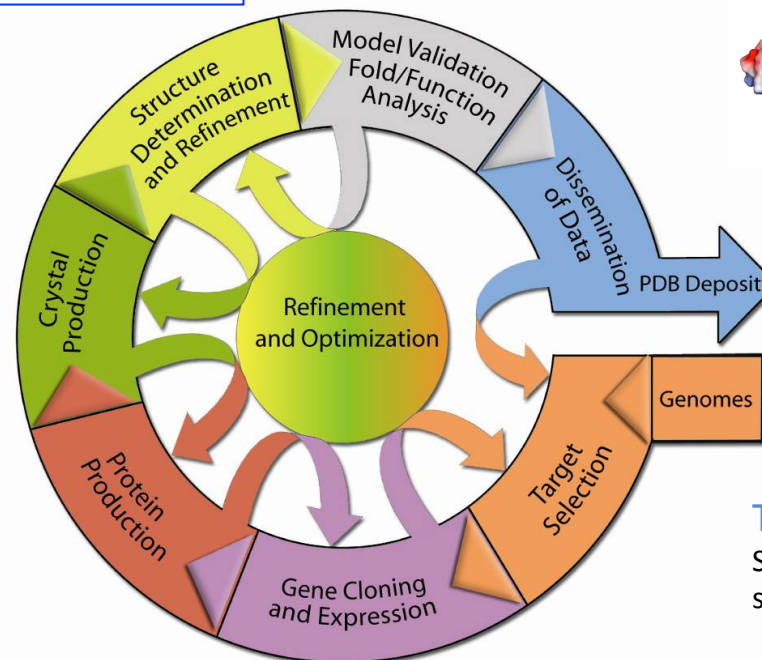 Model Validation
Fold/Function
Analysis
Structure
Determination
and Refinement
Dissemination
of Data
PDB Deposit
Crystal
Production
Refinement
and Optimization
Genomes
Target
Selection
Protein
Production
Gene Cloning
and Expression